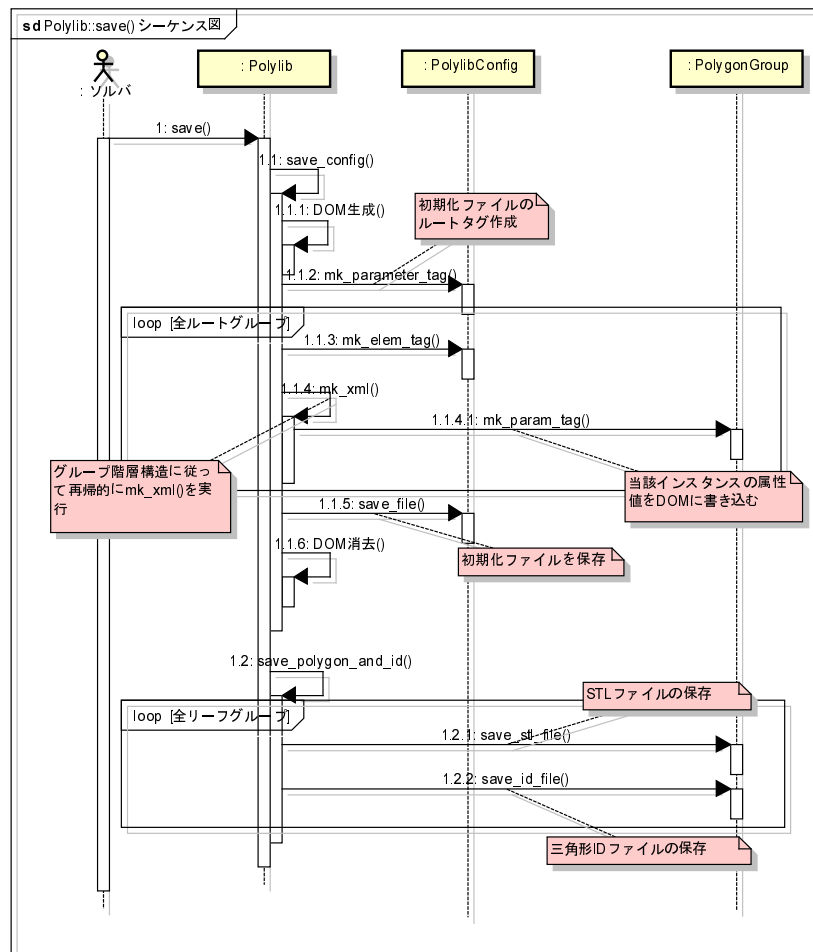 sd Polylib::save() シーケンス図
: ソルバ
: Polylib
: PolylibConfig
: PolygonGroup
1: save()
1.1: save_config()
1.1.1: DOM生成()
初期化ファイルの
ルートタグ作成
1.1.2: mk_parameter_tag()
loop [全ルートグループ]
1.1.3: mk_elem_tag()
1.1.4: mk_xml()
1.1.4.1: mk_param_tag()
グループ階層構造に従っ
て再帰的にmk_xml()を実
行
当該インスタンスの属性
値をDOMに書き込む
1.1.5: save_file()
1.1.6: DOM消去()
初期化ファイルを保存
1.2: save_polygon_and_id()
STLファイルの保存
loop [全リーフグループ]
1.2.1: save_stl_file()
1.2.2: save_id_file()
三角形IDファイルの保存